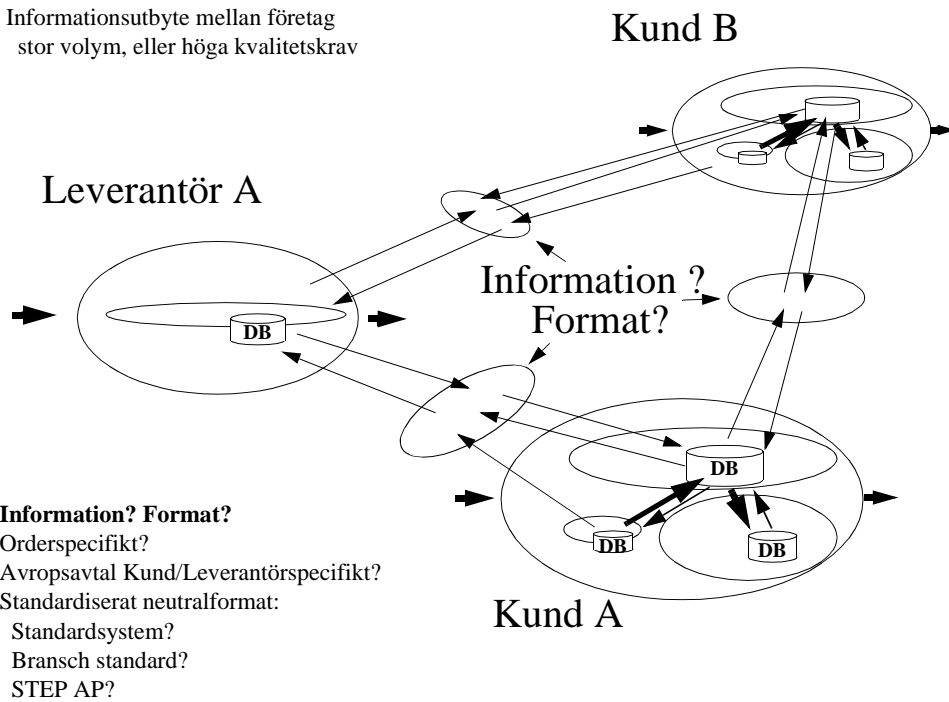 Informationsutbyte mellan företag
stor volym, eller höga kvalitetskrav
Kund B
Leverantör A
Information ?
Format?
DB
DB
DB
DB
Kund A
Information? Format?
Orderspecifikt?
Avropsavtal Kund/Leverantörspecifikt?
Standardiserat neutralformat:
Standardsystem?
Bransch standard?
STEP AP?